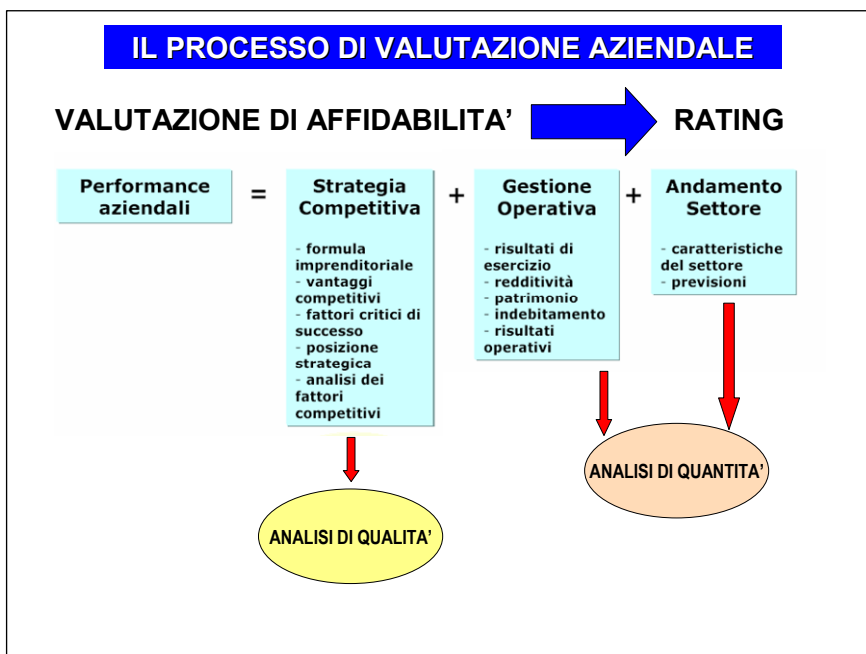 IL PROCESSO DI VALUTAZIONE AZIENDALE
VALUTAZIONE DI AFFIDABILITA’
RATING
Performance
aziendali
=
Strategia
Competitiva
- formula
imprenditoriale
- vantaggi
competitivi
- fattori critici di
successo
- posizione
strategica
- analisi dei
fattori
competitivi
+
Gestione
Operativa
- risultati di
esercizio
- redditività
- patrimonio
- indebitamento
- risultati
operativi
+
Andamento
Settore
- caratteristiche
del settore
- previsioni
ANALISI DI QUALITA’
ANALISI DI QUANTITA’